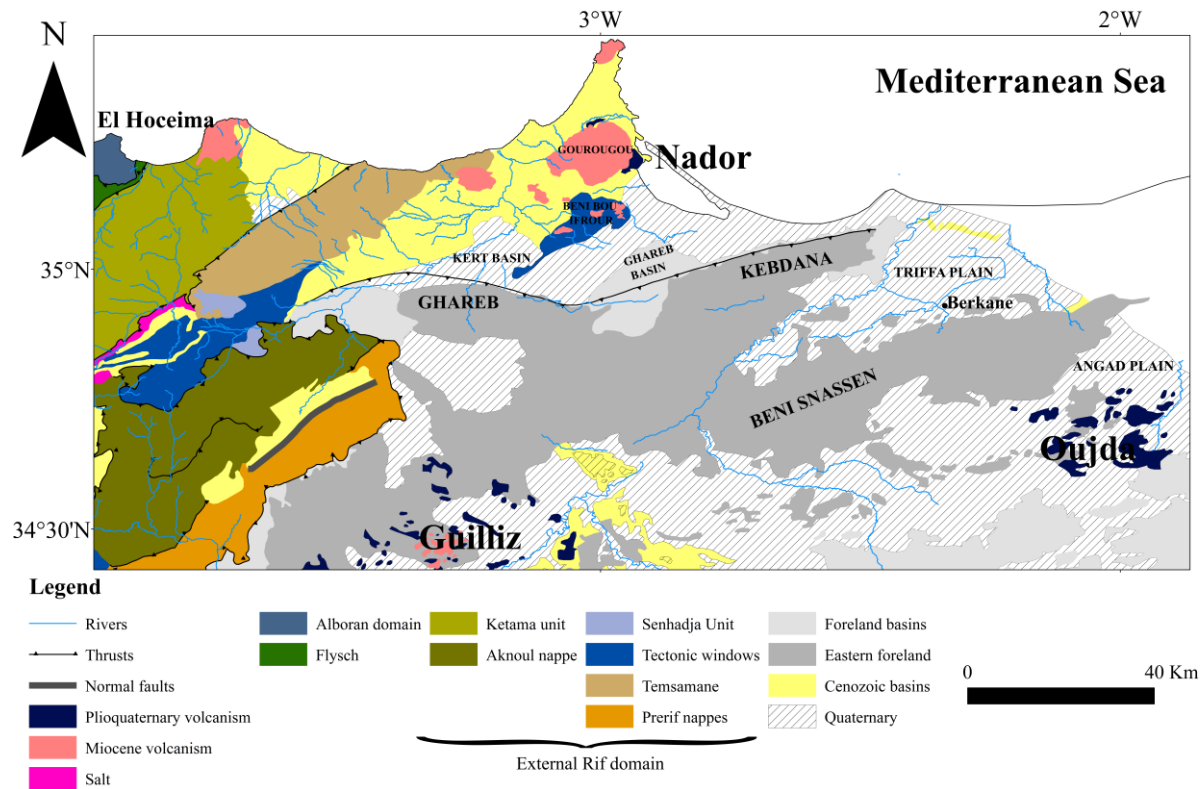 3°W
2°W
N
Mediterranean Sea
El Hoceima
GOUROUGOU
Nador
BENI BOU
IFROUR
35°N
KERT BASIN
GHAREB
BASIN
KEBDANA
TRIFFA PLAIN
GHAREB
Berkane
ANGAD PLAIN
BENI SNASSEN
Oujda
34°30'N
Guilliz
Legend
Rivers
Thrusts
Normal faults
Plioquaternary volcanism
Miocene volcanism
Salt
Alboran domain
Flysch
Ketama unit
Aknoul nappe
Senhadja Unit
Tectonic windows
Temsamane
Prerif nappes
External Rif domain
Foreland basins
Eastern foreland
Cenozoic basins
Quaternary
0 40 Km